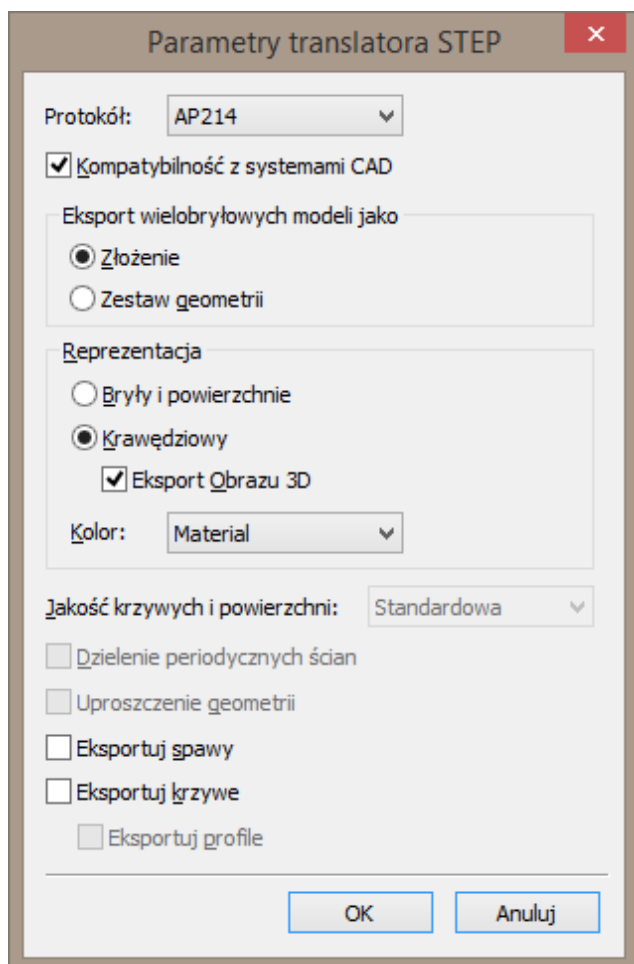 Parametry translatora STEP
Protokół: AP214
Kompatybilność z systemami CAD
Eksport wielobryłowych modeli jako
Złożenie
Zestaw geometrii
Reprezentacja
Bryły i powierzchnie
Krawędziowy
Eksport Obrazu 3D
Kolor: Material
Jakość krzywych i powierzchni: Standardowa
Dzielenie periodycznych ścian
Uproszczenie geometrii
Eksportuj spawy
Eksportuj krzywe
Eksportuj profile
OK Anuluj